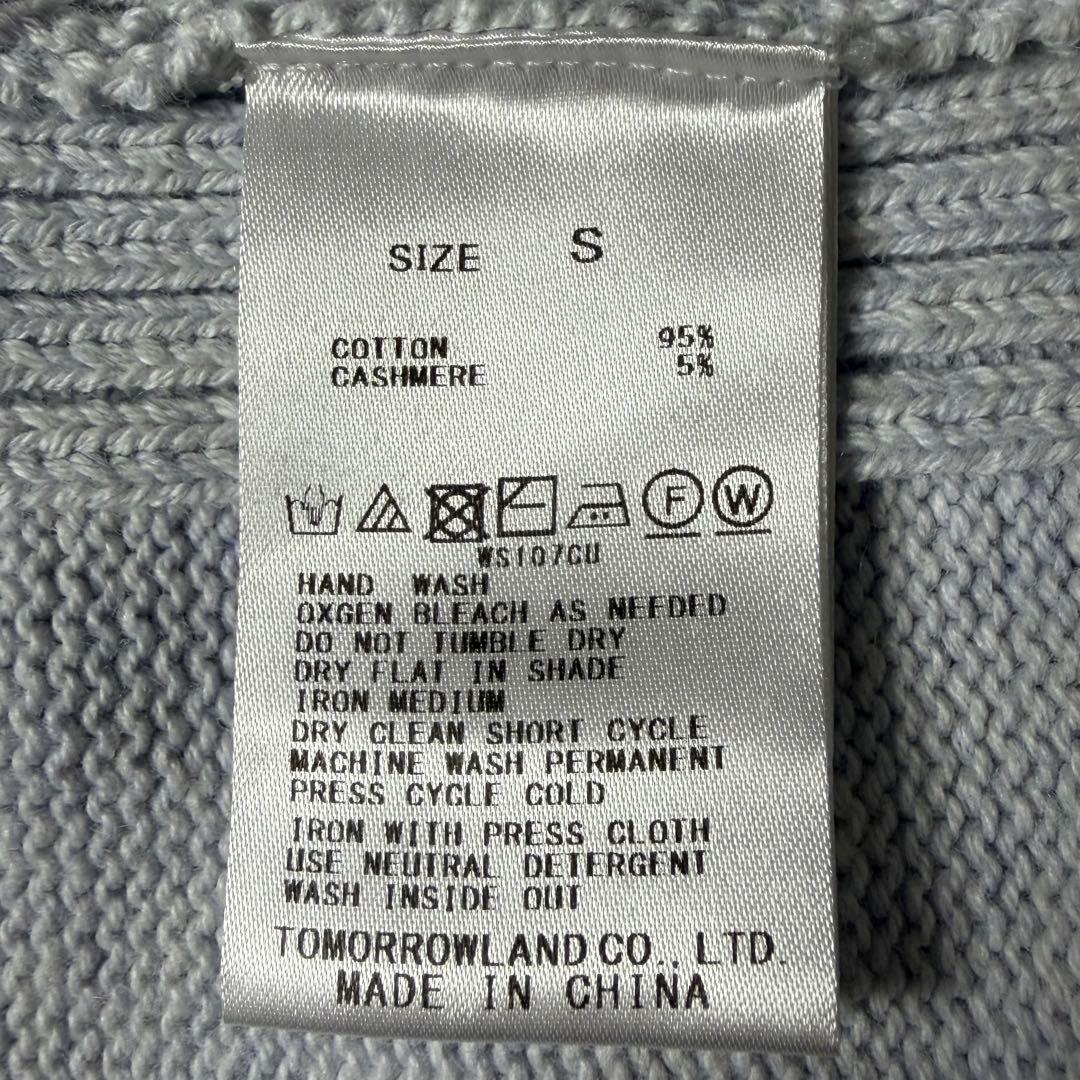 SIZE S
COTTON 95%
CASHMERE 5%
F W
WS107CU
HAND WASH
OXGEN BLEACH AS NEEDED
DO NOT TUMBLE DRY
DRY FLAT IN SHADE
IRON MEDIUM
DRY CLEAN SHORT CYCLE
MACHINE WASH PERMANENT
PRESS CYCLE COLD
IRON WITH PRESS CLOTH
USE NEUTRAL DETERGENT
WASH INSIDE OUT
TOMORROWLAND CO., LTD.
MADE IN CHINA